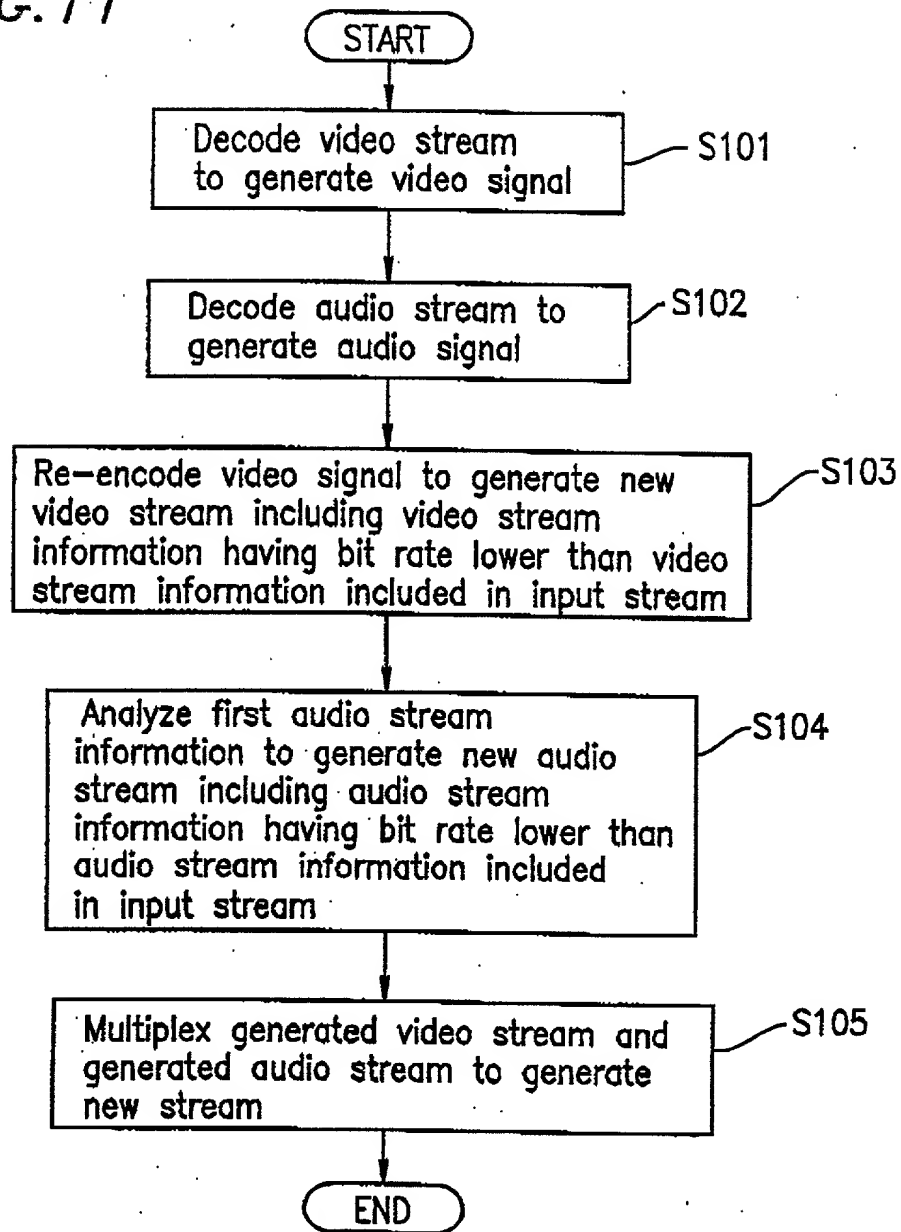 G. 11
START
Decode video stream
to generate video signal
S101
Decode audio stream to
generate audio signal
S102
Re-encode video signal to generate new
video stream including video stream
information having bit rate lower than video
stream information included in input stream
S103
Analyze first audio stream
information to generate new audio
stream including audio stream
information having bit rate lower than
audio stream information included
in input stream
S104
Multiplex generated video stream and
generated audio stream to generate
new stream
S105
END